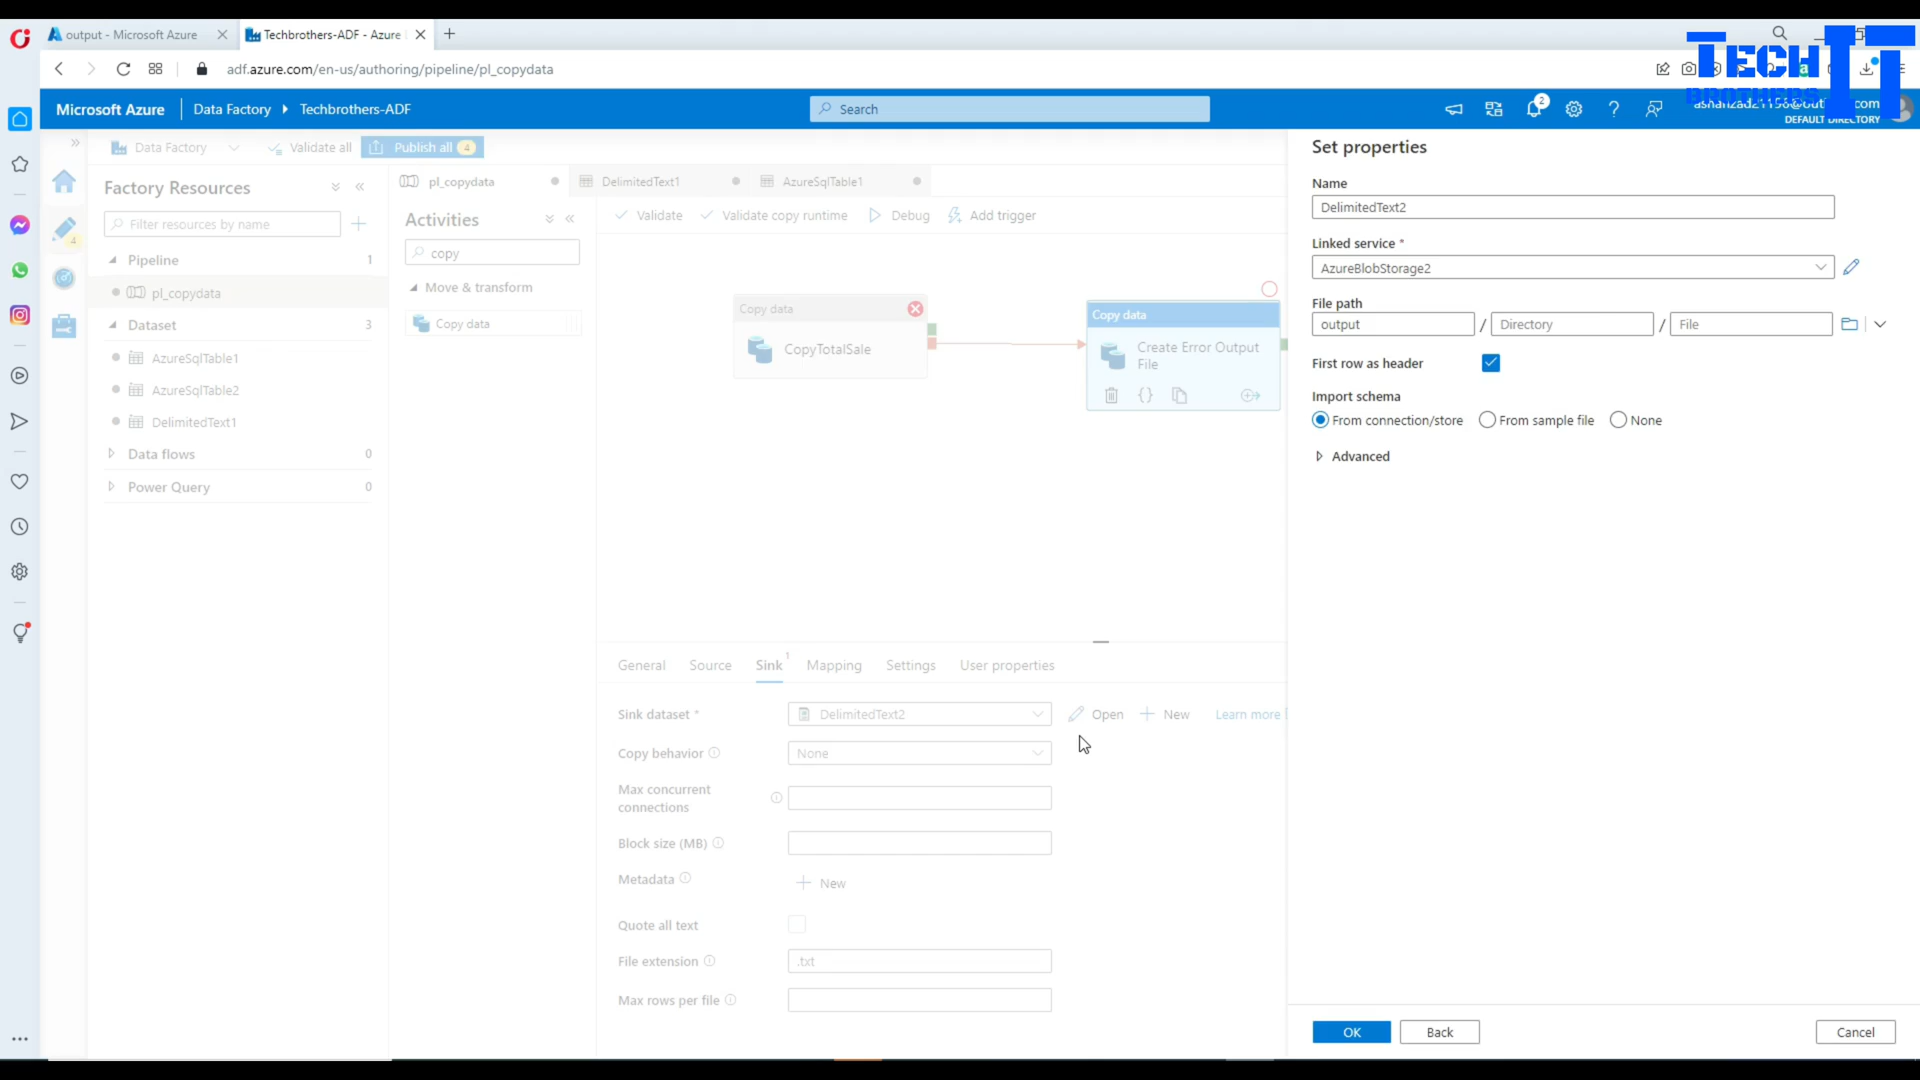 output - Microsoft Azure
Techbrothers-ADF - Azure
adf.azure.com/en-us/authoring/pipeline/pl_copydata
TECH IT
BROTHERS
Microsoft Azure
Data Factory
Techbrothers-ADF
Search
2
DEFAULT DIRECTORY
Data Factory
Validate all
Publish all
4
Set properties
Factory Resources
pl_copydata
DelimitedText1
AzureSqlTable1
Name
DelimitedText2
Filter resources by name
Activities
Validate
Validate copy runtime
Debug
Add trigger
4
copy
Linked service *
AzureBlobStorage2
Pipeline
1
pl_copydata
Move & transform
Copy data
Dataset
3
AzureSqlTable1
AzureSqlTable2
DelimitedText1
Data flows
0
Power Query
0
Copy data
CopyTotalSale
Copy data
Create Error Output
File
File path
output
/
Directory
/
File
First row as header
Import schema
From connection/store
From sample file
None
Advanced
General
Source
Sink
1
Mapping
Settings
User properties
Sink dataset *
DelimitedText2
Open
New
Learn more
Copy behavior
None
Max concurrent
connections
Block size (MB)
Metadata
New
Quote all text
File extension
.txt
Max rows per file
OK
Back
Cancel